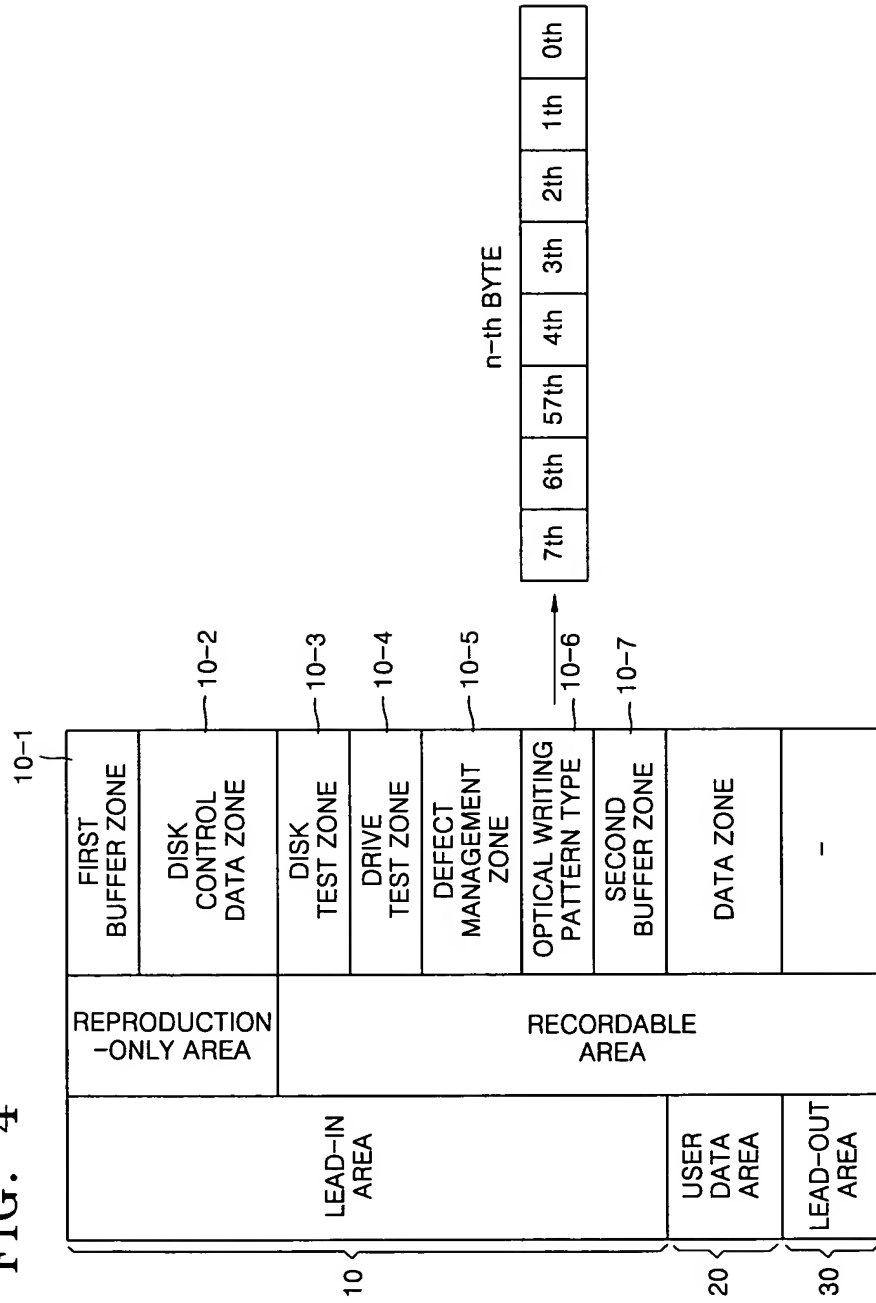 FIG. 4
10-1
FIRST
BUFFER ZONE
REPRODUCTION
-ONLY AREA
DISK
CONTROL
DATA ZONE
10-2
DISK
TEST ZONE
10-3
DRIVE
TEST ZONE
10-4
LEAD-IN
AREA
10
RECORDABLE
AREA
DEFECT
MANAGEMENT
ZONE
10-5
OPTICAL WRITING
PATTERN TYPE
10-6
n-th BYTE
7th
6th
57th
4th
3th
2th
1th
0th
SECOND
BUFFER ZONE
10-7
20
USER
DATA
AREA
DATA ZONE
30
LEAD-OUT
AREA
-